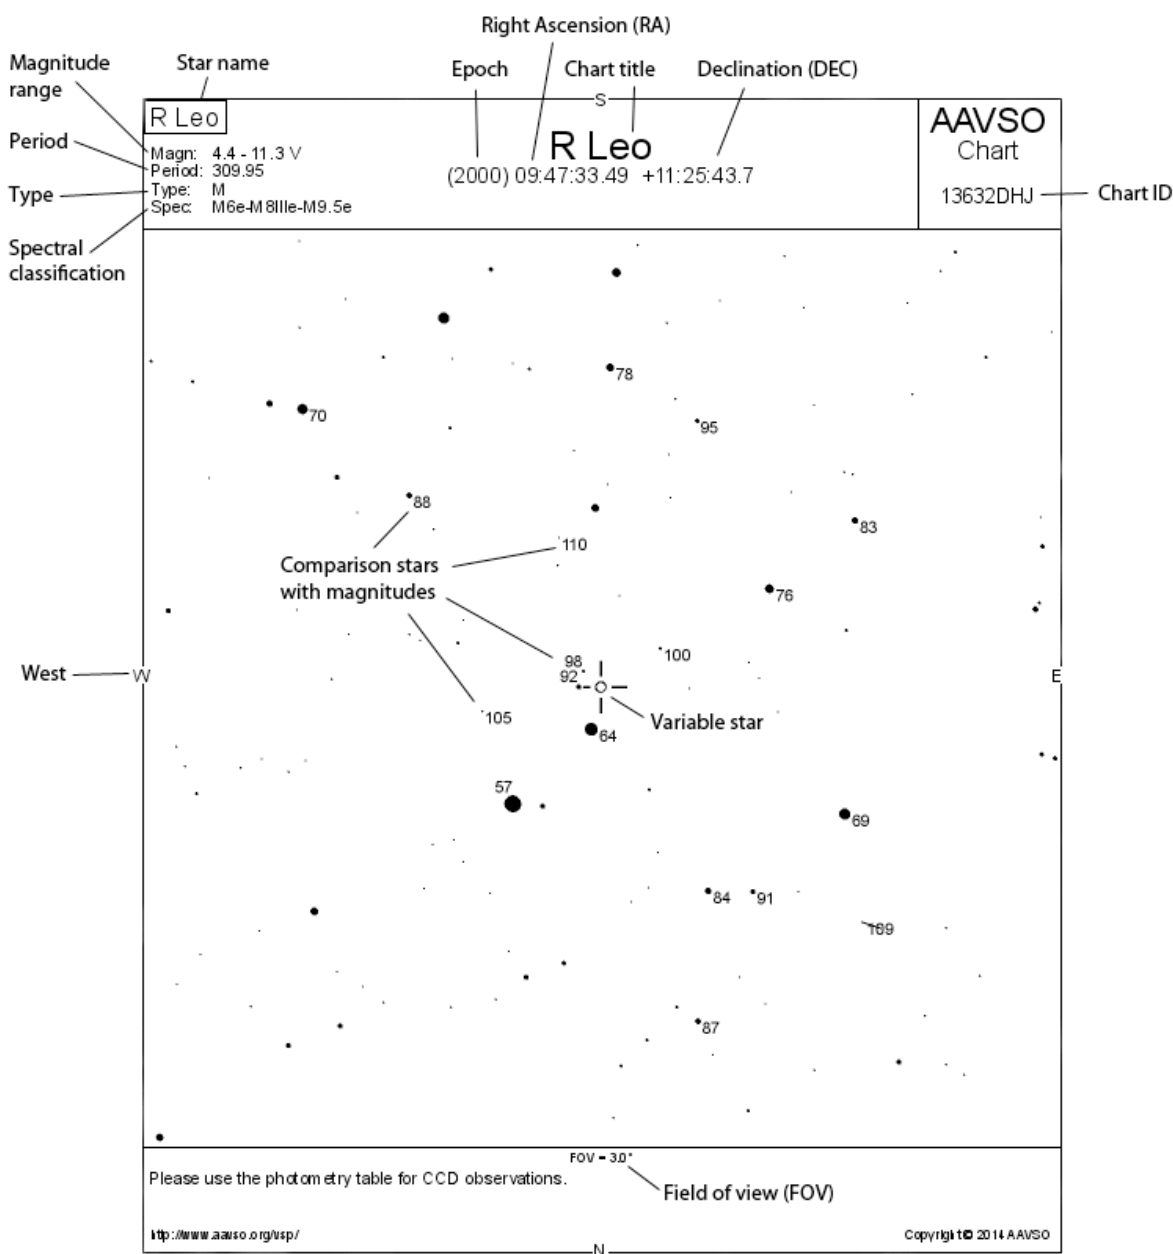 Right Ascension (RA)
Magnitude
range
Star name
Epoch
Chart title
Declination (DEC)
S
R Leo
R Leo
AAVSO
Chart
Period
Magn: 4.4 - 11.3 V
Period: 309.95
Type: M
Spec: M6e-M8IIIe-M9.5e
(2000) 09:47:33.49 +11:25:43.7
13632DHJ
Chart ID
Type
Spectral
classification
78
70
95
88
83
110
Comparison stars
with magnitudes
76
98
100
92
West
W
E
105
Variable star
64
57
69
84
91
109
87
FOV = 3.0°
Please use the photometry table for CCD observations.
Field of view (FOV)
http://www.aavso.org/vsp/
Copyright © 2014 AAVSO
N